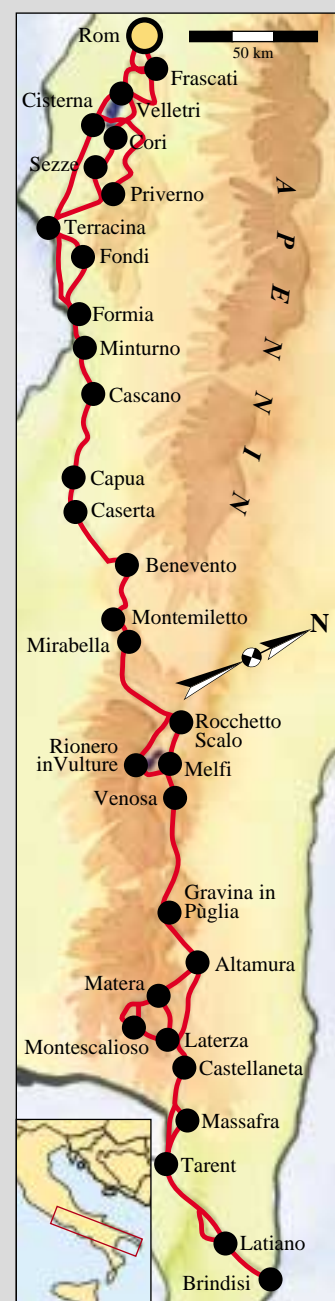 Rom
50 km
Frascati
Cisterna
Velletri
Cori
Sezze
Priverno
Terracina
Fondi
APENNIN
Formia
Minturno
Cascano
Capua
Caserta
Benevento
Montemiletto
N
Mirabella
Rocchetto
Scalo
Rionero
inVulture
Melfi
Venosa
Gravina in
Pùglia
Altamura
Matera
Montescalioso
Laterza
Castellaneta
Massafra
Tarent
Latiano
Brindisi